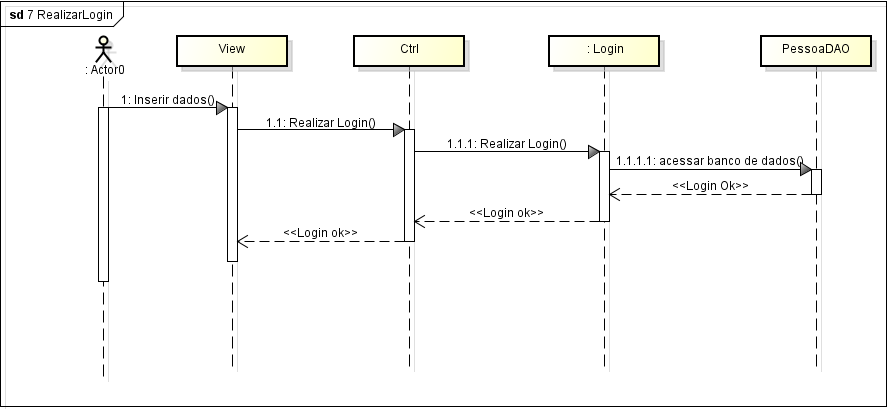 sd 7 RealizarLogin
: Actor0
View
Ctrl
: Login
PessoaDAO
1: Inserir dados()
1.1: Realizar Login()
1.1.1: Realizar Login()
1.1.1.1: acessar banco de dados()
<<Login Ok>>
<<Login ok>>
<<Login ok>>